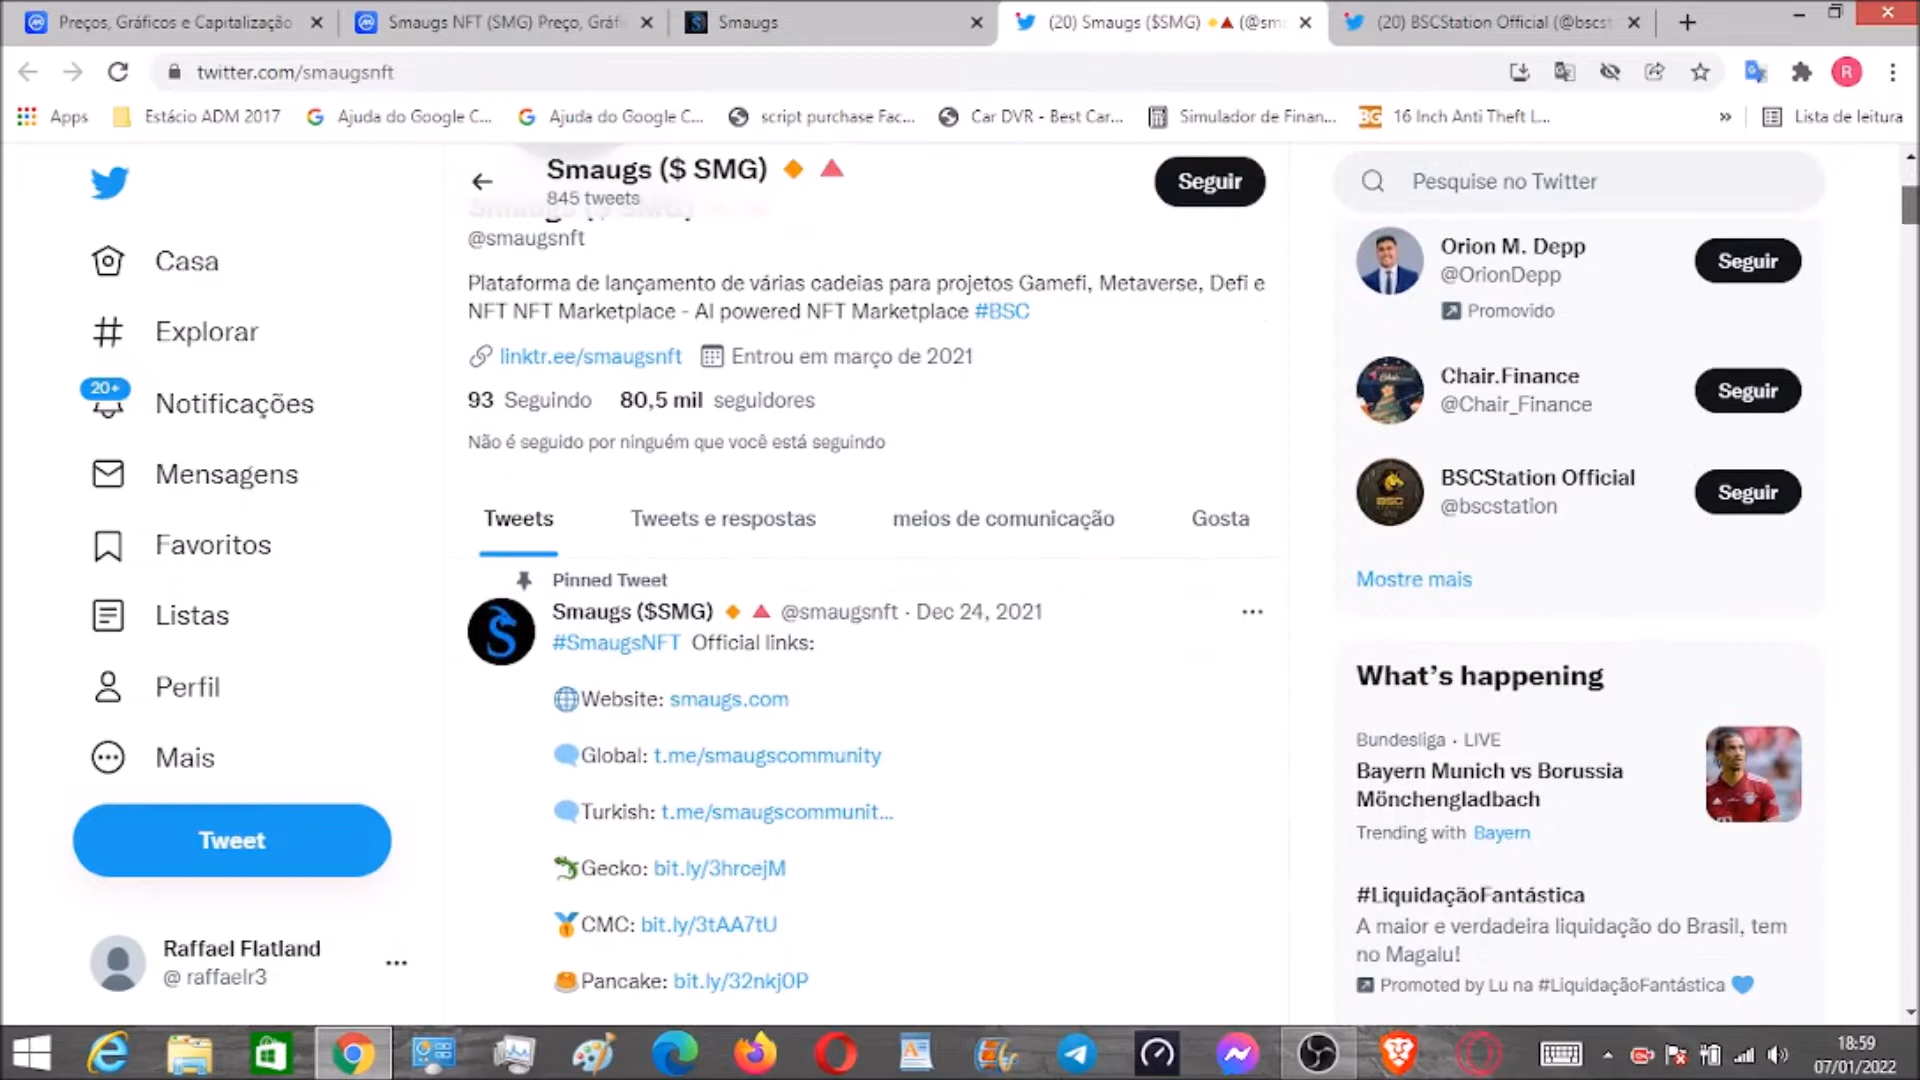 Preços, Gráficos e Capitalização
Smaugs NFT (SMG) Preço, Gráf
Smaugs
(20) Smaugs ($SMG) 🔸🔺 (@sm
(20) BSCStation Official (@bscst
twitter.com/smaugsnft
R
Apps
Estácio ADM 2017
Ajuda do Google C...
Ajuda do Google C...
script purchase Fac...
Car DVR - Best Car...
Simulador de Finan...
BG
16 Inch Anti Theft L...
»
Lista de leitura
Casa
Explorar
20+
Notificações
Mensagens
Favoritos
Listas
Perfil
Mais
Tweet
Raffael Flatland
@ raffaelr3
Smaugs ($ SMG) 🔸 🔺
845 tweets
Seguir
@smaugsnft
Plataforma de lançamento de várias cadeias para projetos Gamefi, Metaverse, Defi e
NFT NFT Marketplace - AI powered NFT Marketplace #BSC
linktr.ee/smaugsnft Entrou em março de 2021
93 Seguindo 80,5 mil seguidores
Não é seguido por ninguém que você está seguindo
Tweets
Tweets e respostas
meios de comunicação
Gosta
Pinned Tweet
Smaugs ($SMG) 🔸 🔺 @smaugsnft · Dec 24, 2021
#SmaugsNFT Official links:
🌐Website: smaugs.com
🗨Global: t.me/smaugscommunity
🗨Turkish: t.me/smaugscommunit...
🦎Gecko: bit.ly/3hrcejM
🏅CMC: bit.ly/3tAA7tU
🥞Pancake: bit.ly/32nkj0P
Pesquise no Twitter
Orion M. Depp
@OrionDepp
Promovido
Seguir
Chair.Finance
@Chair_Finance
Seguir
BSCStation Official
@bscstation
Seguir
Mostre mais
What's happening
Bundesliga · LIVE
Bayern Munich vs Borussia
Mönchengladbach
Trending with Bayern
#LiquidaçãoFantástica
A maior e verdadeira liquidação do Brasil, tem
no Magalu!
Promoted by Lu na #LiquidaçãoFantástica 💙
18:59
07/01/2022